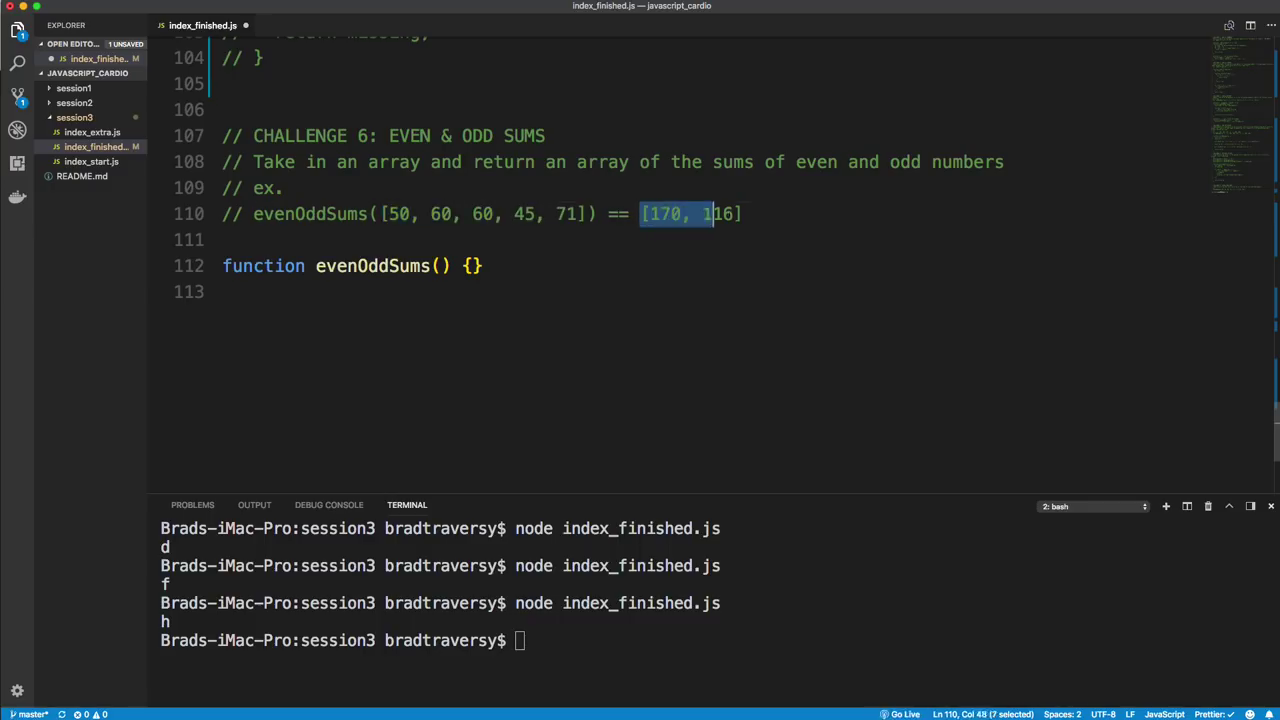 index_finished.js — javascript_cardio
EXPLORER
index_finished.js
OPEN EDITO... 1 UNSAVED
index_finishe... M
JAVASCRIPT_CARDIO
session1
session2
session3
index_extra.js
index_finished... M
index_start.js
README.md
104 // }
105
106
107 // CHALLENGE 6: EVEN & ODD SUMS
108 // Take in an array and return an array of the sums of even and odd numbers
109 // ex.
110 // evenOddSums([50, 60, 60, 45, 71]) == [170, 116]
111
112 function evenOddSums() {}
113
PROBLEMS OUTPUT DEBUG CONSOLE TERMINAL 2: bash
Brads-iMac-Pro:session3 bradtraversy$ node index_finished.js
d
Brads-iMac-Pro:session3 bradtraversy$ node index_finished.js
f
Brads-iMac-Pro:session3 bradtraversy$ node index_finished.js
h
Brads-iMac-Pro:session3 bradtraversy$
master* 0 0 Go Live Ln 110, Col 48 (7 selected) Spaces: 2 UTF-8 LF JavaScript Prettier: ✓